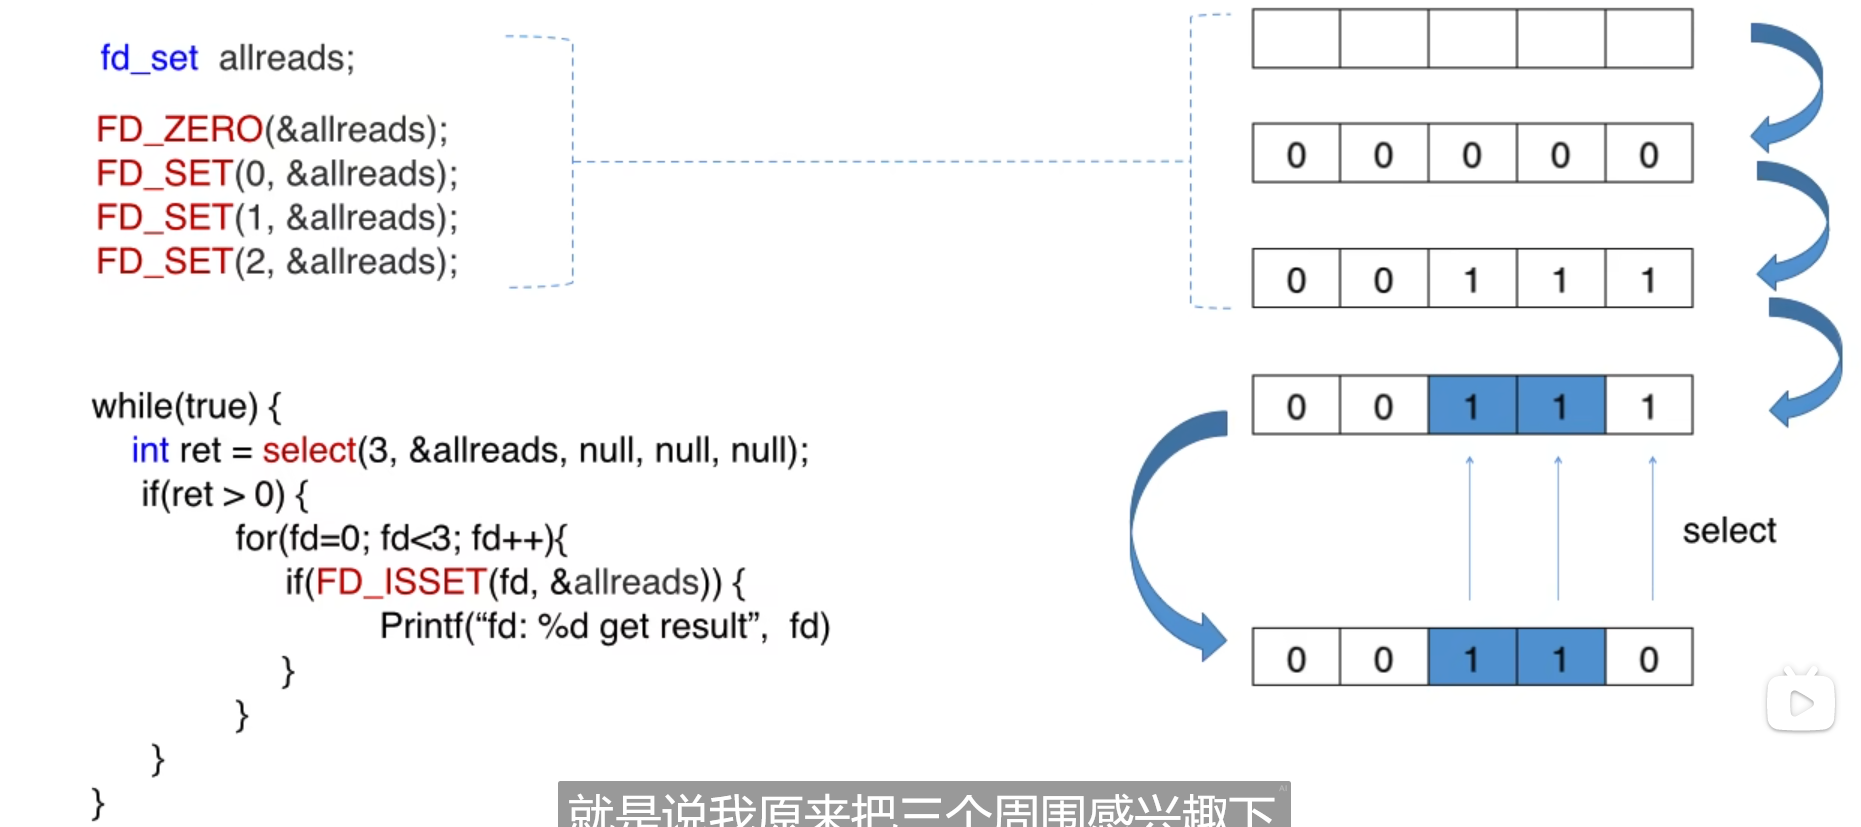 fd_set allreads;
FD_ZERO(&allreads);
FD_SET(0, &allreads);
FD_SET(1, &allreads);
FD_SET(2, &allreads);
0 0 0 0 0
0 0 1 1 1
while(true) {
int ret = select(3, &allreads, null, null, null);
if(ret > 0) {
for(fd=0; fd<3; fd++){
if(FD_ISSET(fd, &allreads)) {
Printf(“fd: %d get result”, fd)
}
}
}
}
0 0 1 1 1
select
0 0 1 1 0
就是说我原来把三个周围感兴趣下
AI